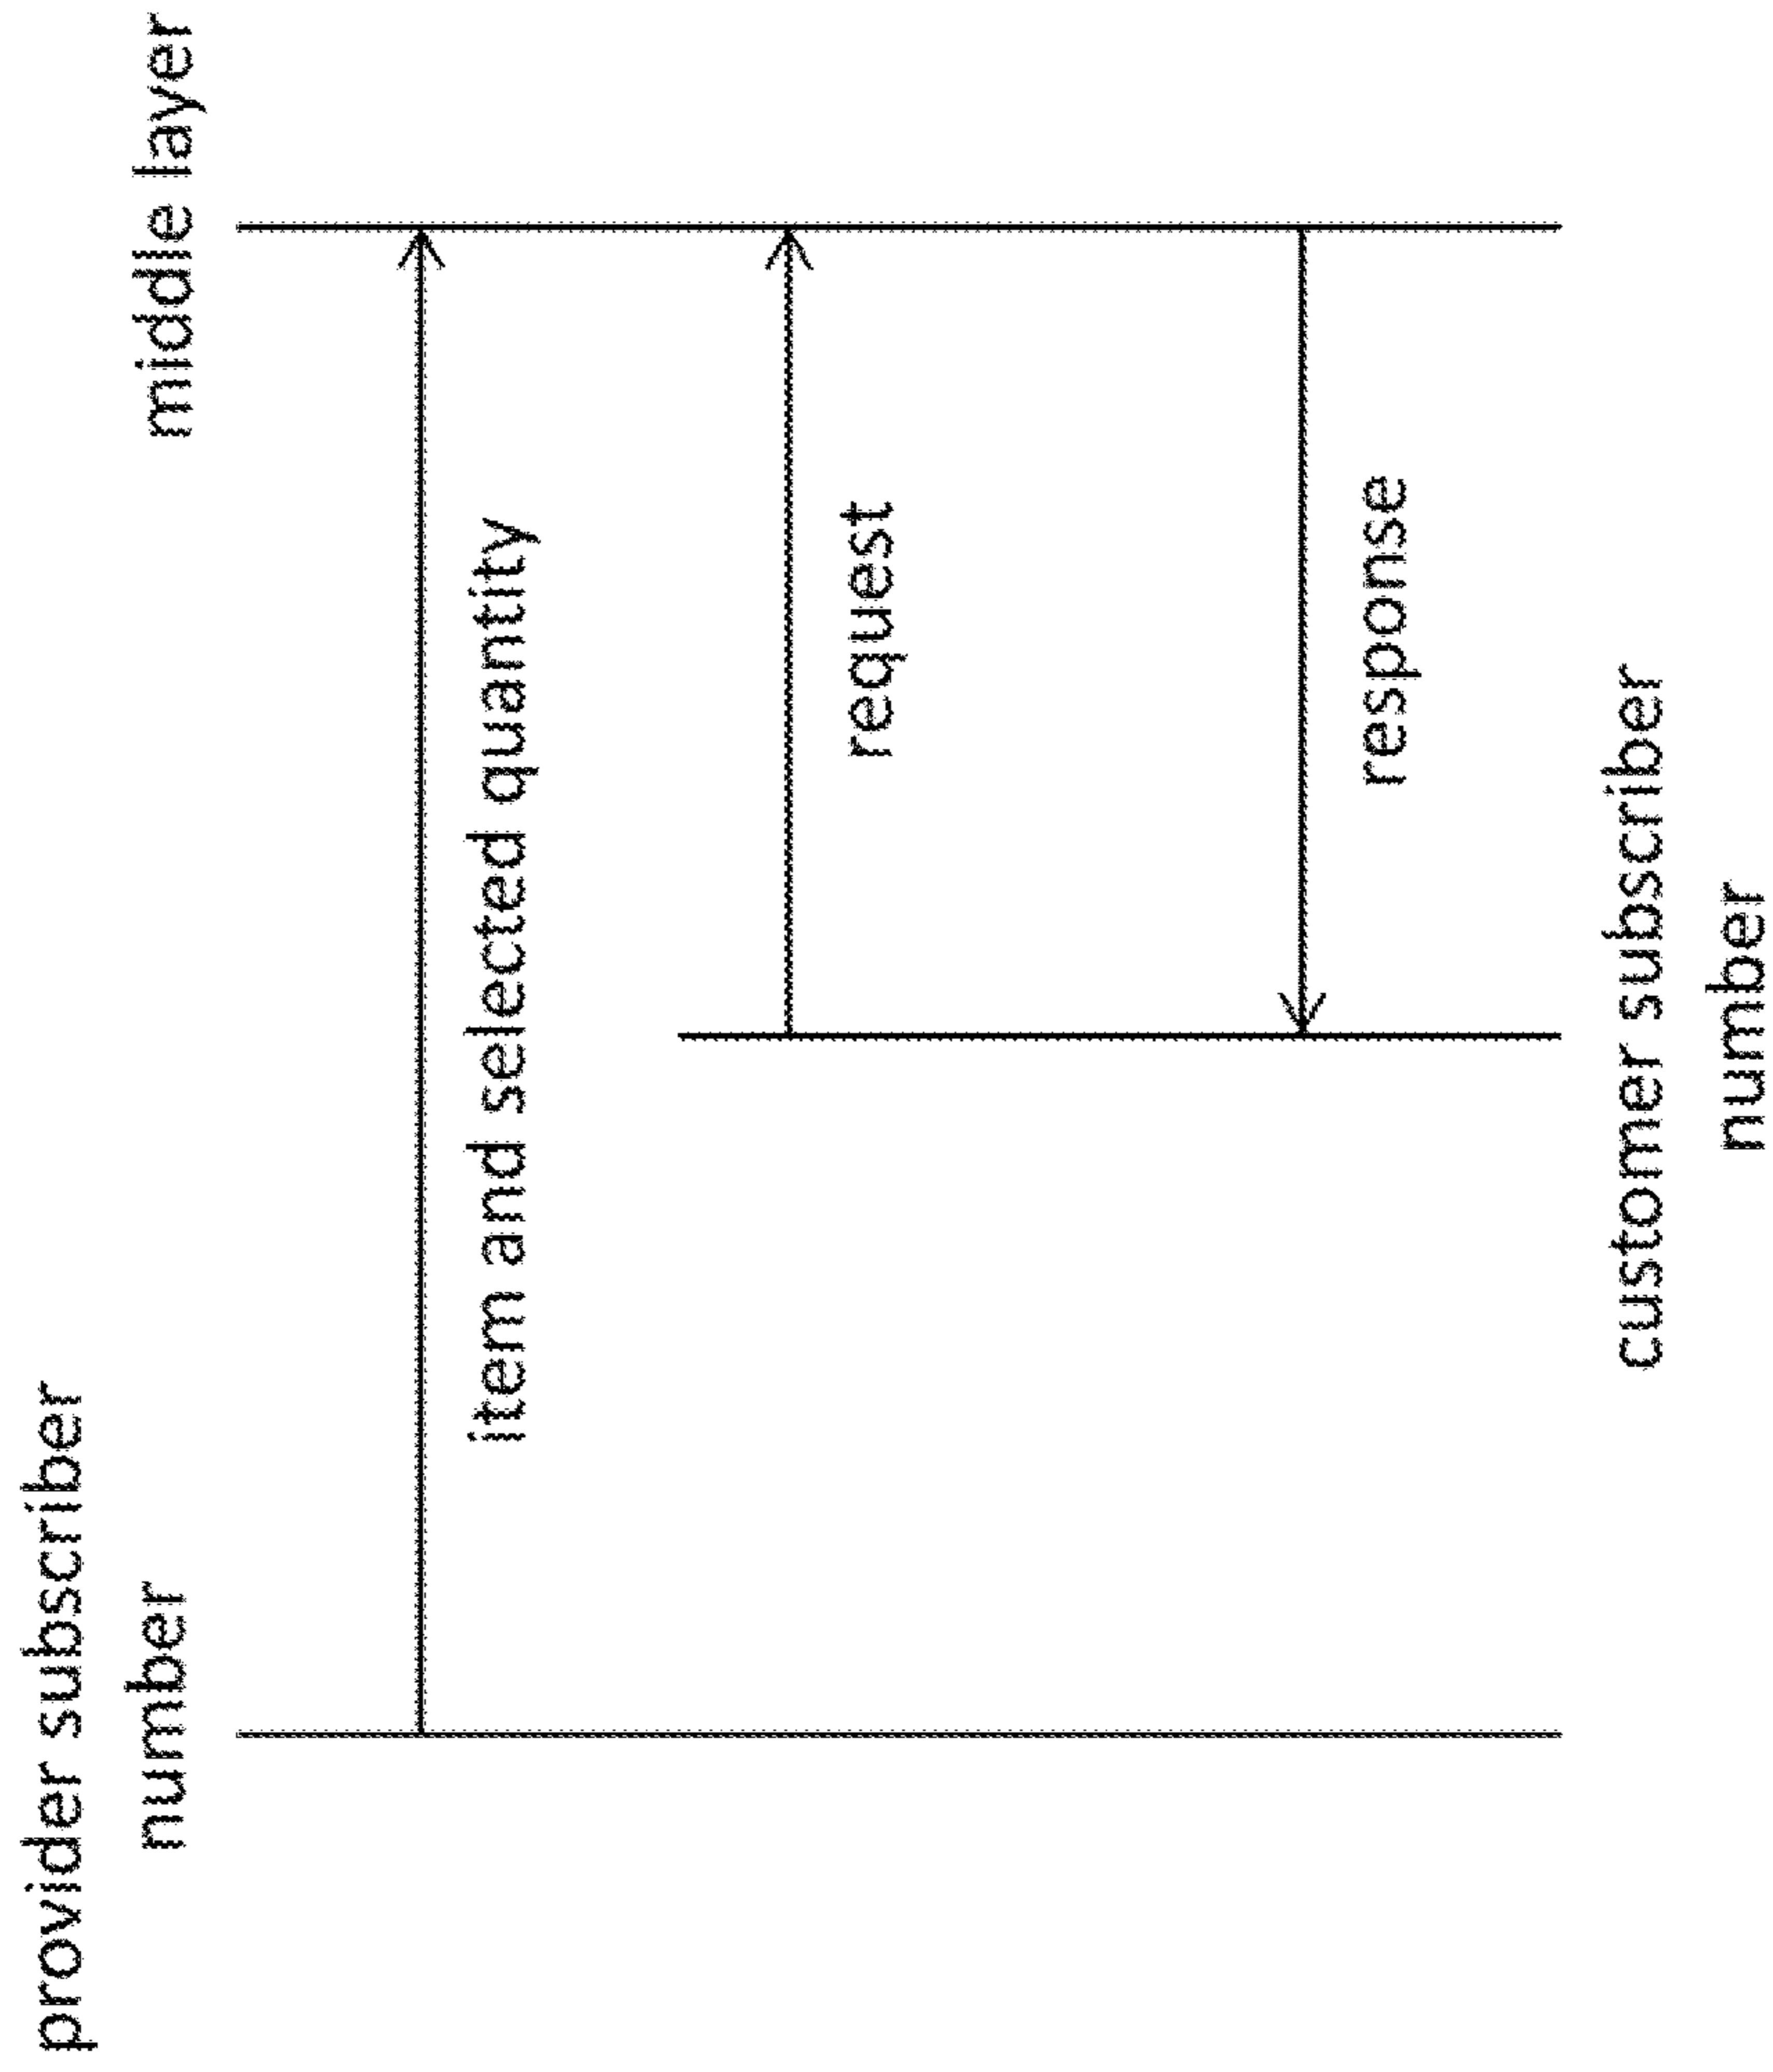 provider subscriber
number
middle layer
item and selected quantity
request
response
customer subscriber
number